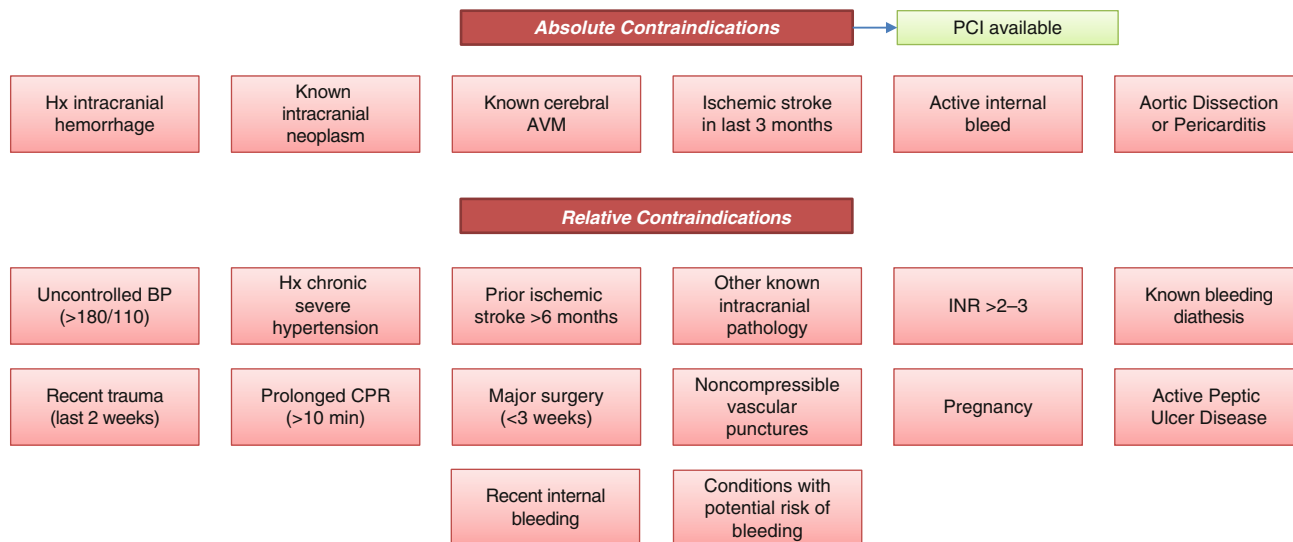 Absolute Contraindications
PCI available
Hx intracranial
hemorrhage
Known
intracranial
neoplasm
Known cerebral
AVM
Ischemic stroke
in last 3 months
Active internal
bleed
Aortic Dissection
or Pericarditis
Relative Contraindications
Uncontrolled BP
(>180/110)
Hx chronic
severe
hypertension
Prior ischemic
stroke >6 months
Other known
intracranial
pathology
INR >2–3
Known bleeding
diathesis
Recent trauma
(last 2 weeks)
Prolonged CPR
(>10 min)
Major surgery
(<3 weeks)
Noncompressible
vascular
punctures
Pregnancy
Active Peptic
Ulcer Disease
Recent internal
bleeding
Conditions with
potential risk of
bleeding